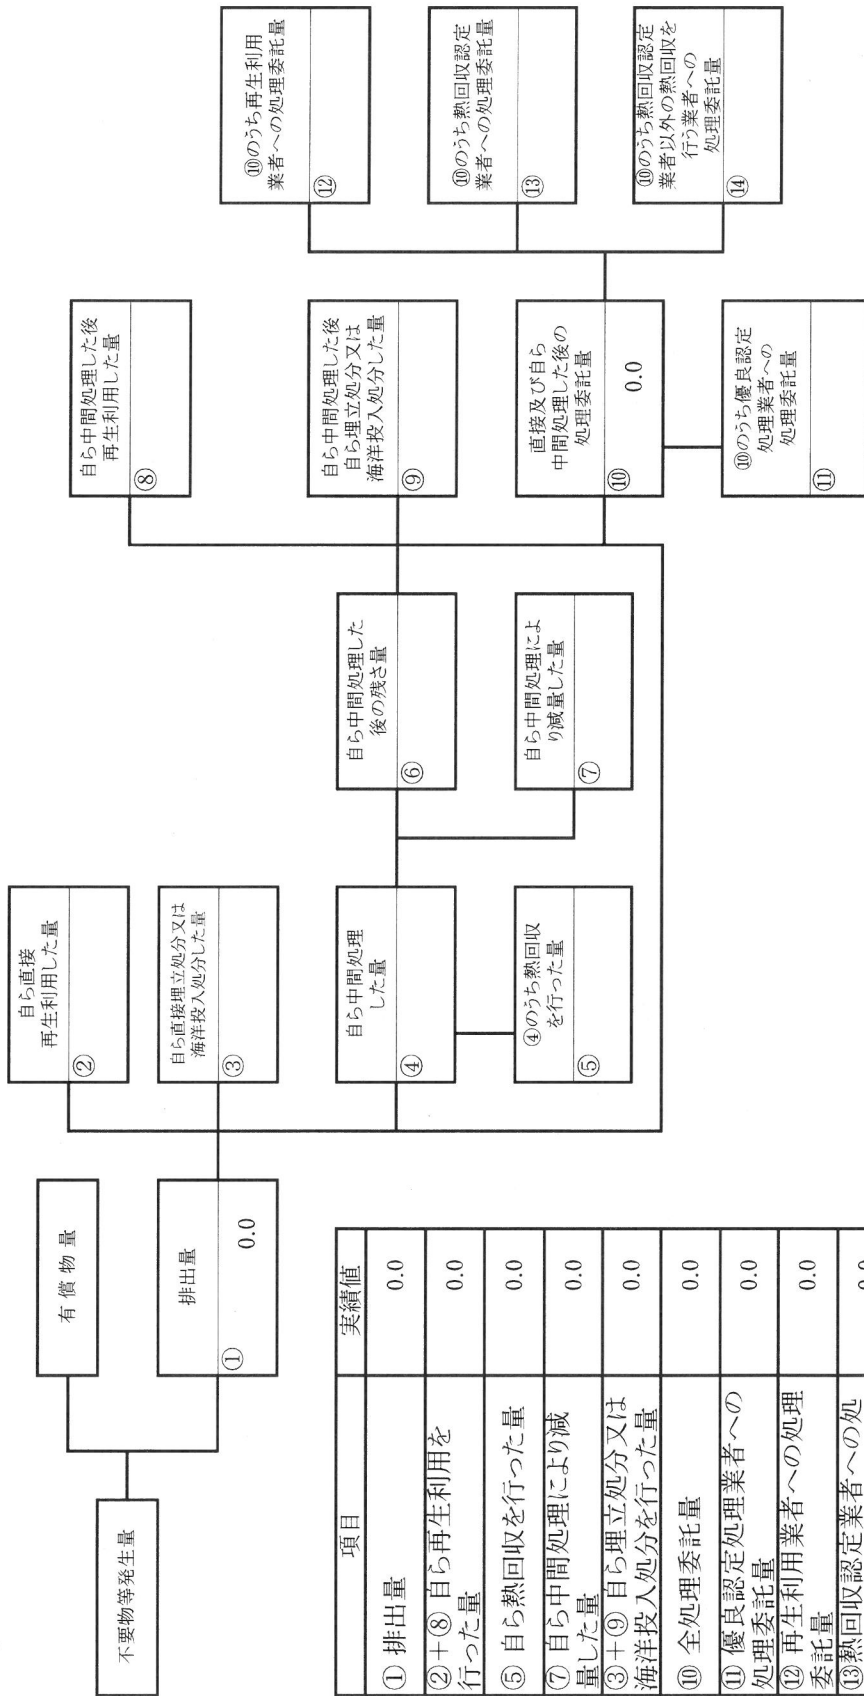 不要物等発生量
有 償 物 量
排出量
①
0.0
自ら直接
再生利用した量
②
自ら直接埋立処分又は
海洋投入処分した量
③
自ら中間処理
した量
④
④のうち熱回収
を行った量
⑤
自ら中間処理した
後の残さ量
⑥
自ら中間処理によ
り減量した量
⑦
自ら中間処理した後
再生利用した量
⑧
自ら中間処理した後
自ら埋立処分又は
海洋投入処分した量
⑨
直接及び自ら
中間処理した後の
処理委託量
⑩
0.0
⑩のうち優良認定
処理業者への
処理委託量
⑪
⑩のうち再生利用
業者への処理委託量
⑫
⑩のうち熱回収認定
業者への処理委託量
⑬
⑩のうち熱回収認定
業者以外の熱回収を
行う業者への
処理委託量
⑭
項目 実績値
① 排出量 0.0
②+⑧ 自ら再生利用を
行った量 0.0
⑤ 自ら熱回収を行った量 0.0
⑦ 自ら中間処理により減
量した量 0.0
③+⑨ 自ら埋立処分又は
海洋投入処分を行った量 0.0
⑩ 全処理委託量 0.0
⑪ 優良認定処理業者への
処理委託量 0.0
⑫ 再生利用業者への処理
委託量 0.0
⑬熱回収認定業者への処